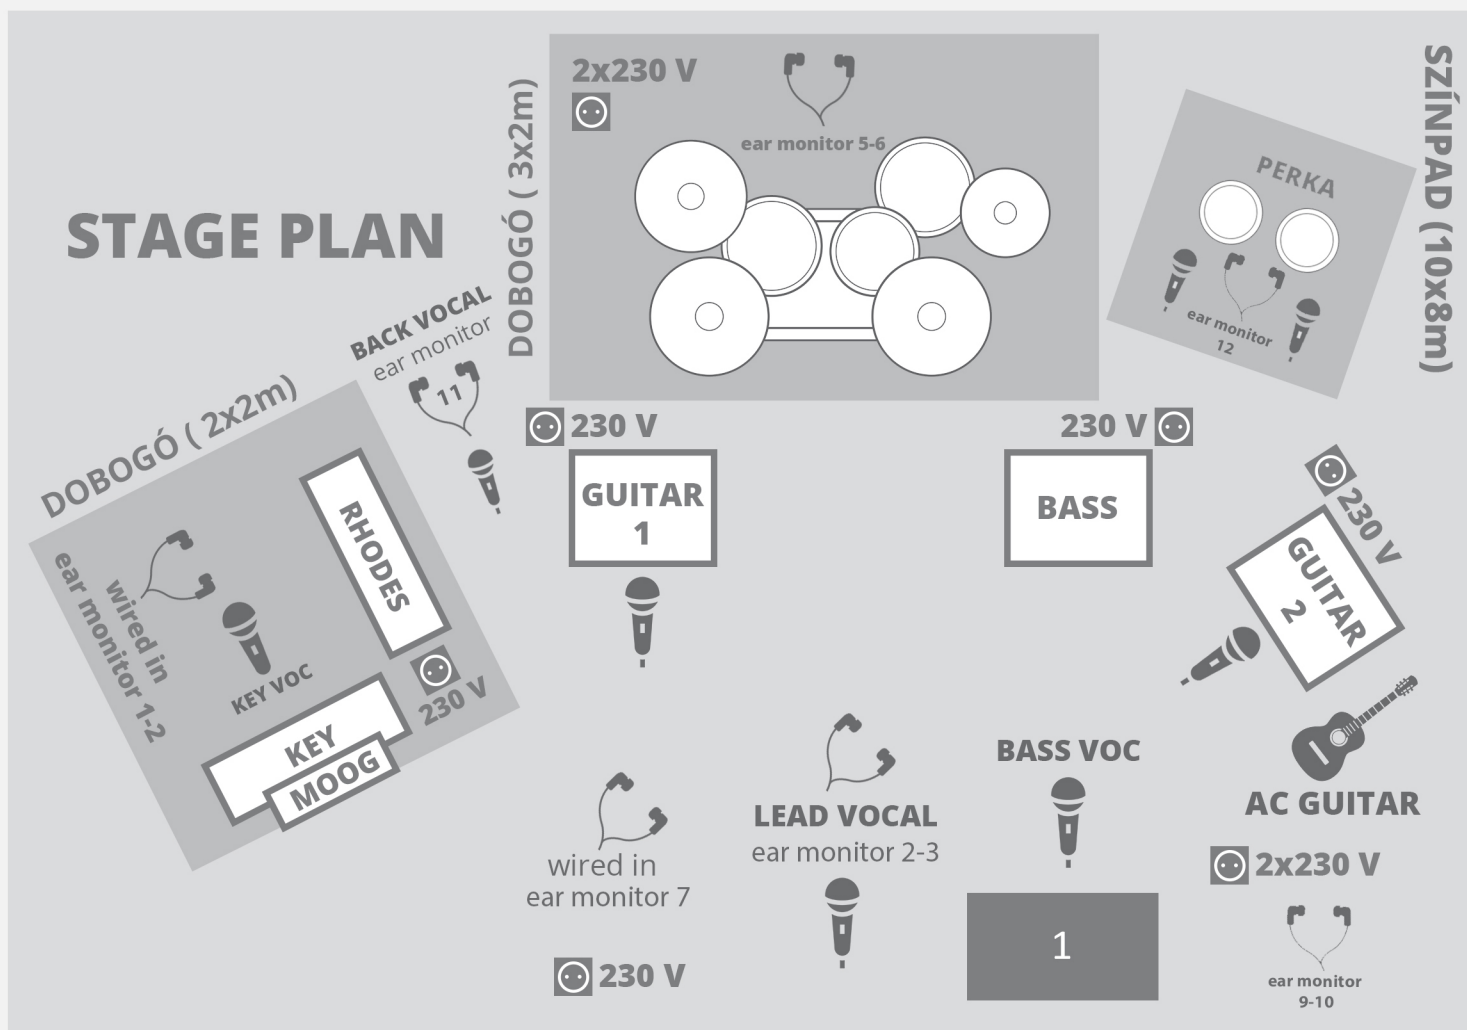 STAGE PLAN
DOBOGÓ ( 3x2m)
2x230 V
ear monitor 5-6
PERKA
ear monitor
12
SZÍNPAD (10x8m)
BACK VOCAL
ear monitor
11
DOBOGÓ ( 2x2m)
wired in
ear monitor 1-2
KEY VOC
RHODES
230 V
KEY
MOOG
230 V
GUITAR
1
230 V
BASS
230 V
GUITAR
2
AC GUITAR
2x230 V
ear monitor
9-10
BASS VOC
1
LEAD VOCAL
ear monitor 2-3
wired in
ear monitor 7
230 V